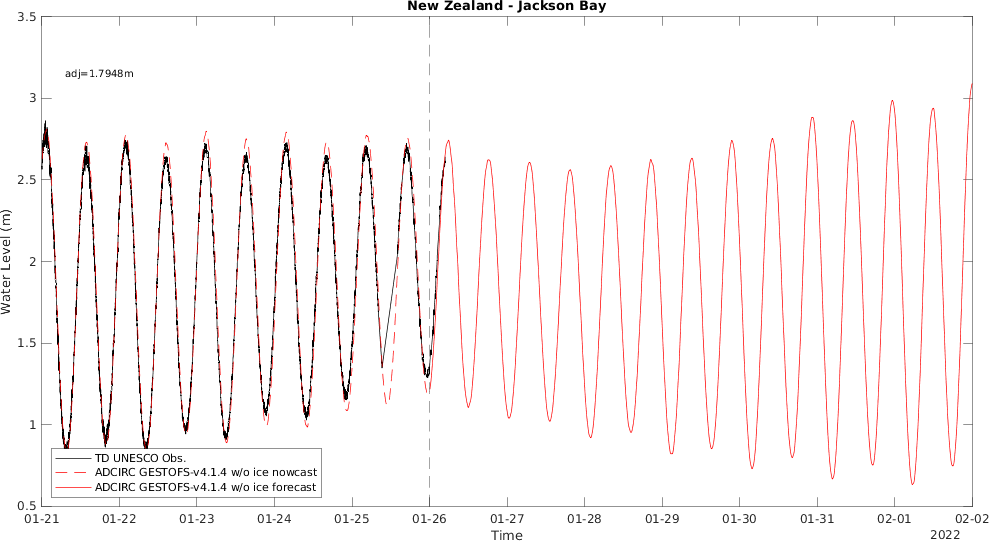 New Zealand - Jackson Bay
adj=1.7948m
Water Level (m)
3.5
3
2.5
2
1.5
1
0.5
TD UNESCO Obs.
ADCIRC GESTOFS-v4.1.4 w/o ice nowcast
ADCIRC GESTOFS-v4.1.4 w/o ice forecast
01-21 01-22 01-23 01-24 01-25 01-26 01-27 01-28 01-29 01-30 01-31 02-01 02-02
Time
2022